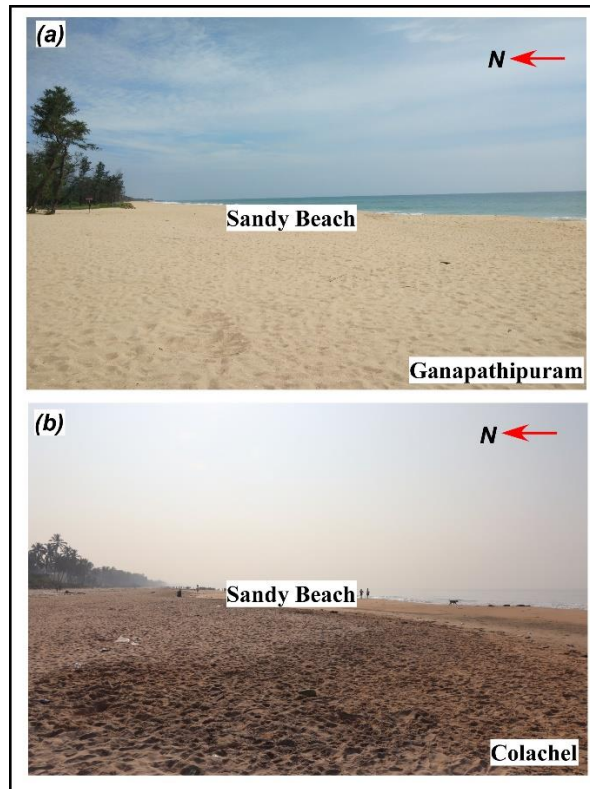 (a)
N
Sandy Beach
Ganapathipuram
(b)
N
Sandy Beach
Colachel